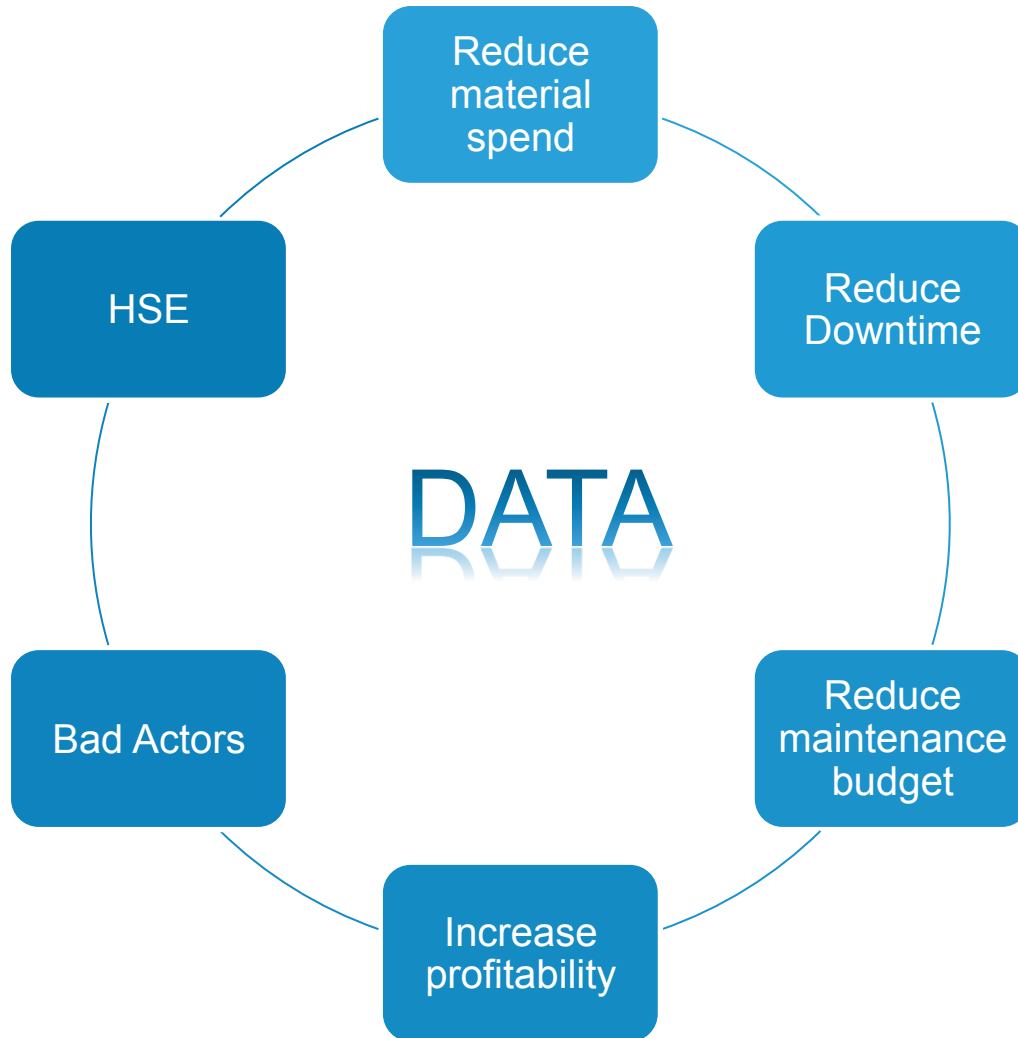 Reduce
material
spend
Reduce
Downtime
Reduce
maintenance
budget
Increase
profitability
Bad Actors
HSE
DATA